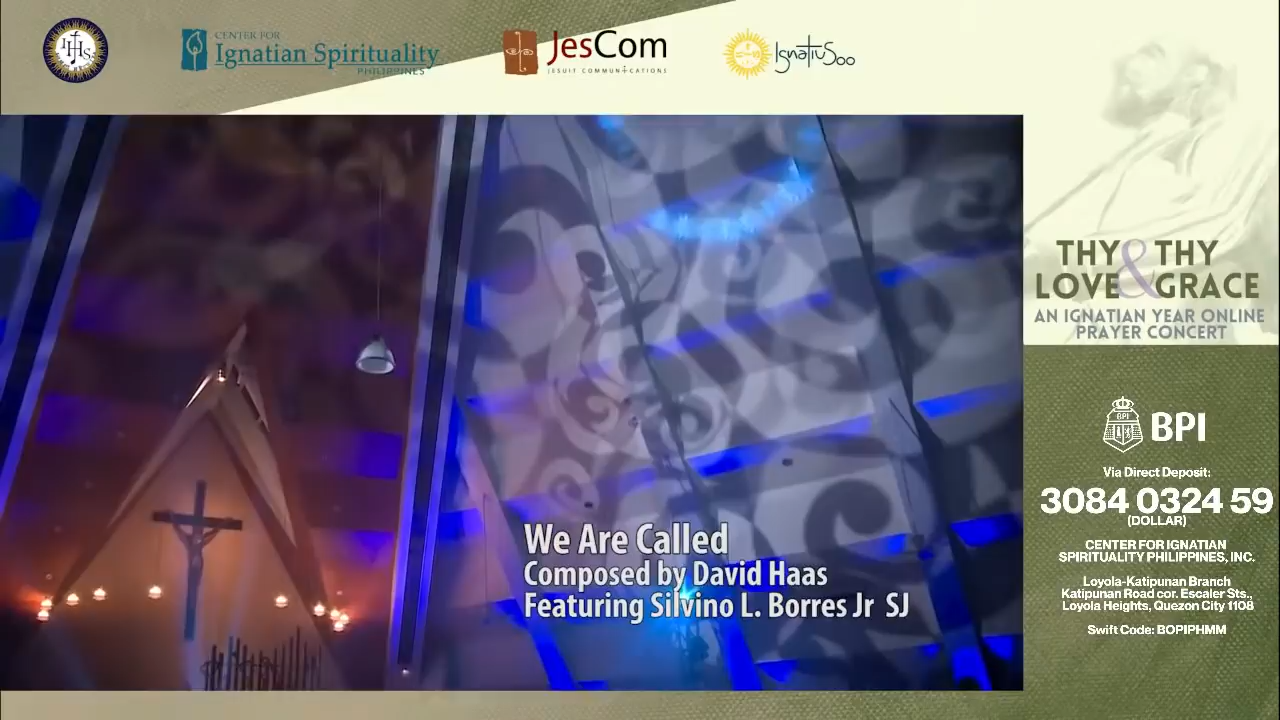 IHS
CENTER FOR
Ignatian Spirituality
PHILIPPINES
JesCom
JESUIT COMMUNICATIONS
IgnatiUS500
THY & THY
LOVE GRACE
AN IGNATIAN YEAR ONLINE
PRAYER CONCERT
BPI
BPI
Via Direct Deposit:
3084 0324 59
(DOLLAR)
CENTER FOR IGNATIAN
SPIRITUALITY PHILIPPINES, INC.
Loyola-Katipunan Branch
Katipunan Road cor. Escaler Sts.,
Loyola Heights, Quezon City 1108
Swift Code: BOPIPHMM
We Are Called
Composed by David Haas
Featuring Silvino L. Borres Jr SJ